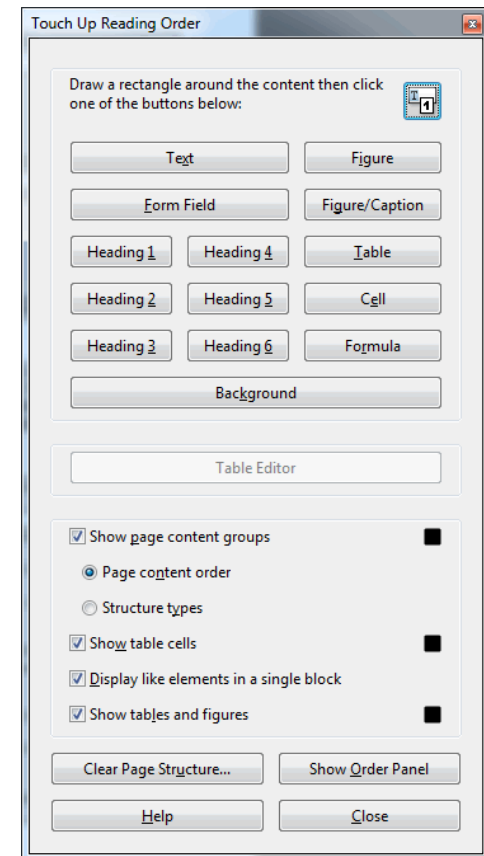 Touch Up Reading Order
Draw a rectangle around the content then click
one of the buttons below:
T
1
Text
Figure
Form Field
Figure/Caption
Heading 1
Heading 4
Table
Heading 2
Heading 5
Cell
Heading 3
Heading 6
Formula
Background
Table Editor
Show page content groups
Page content order
Structure types
Show table cells
Display like elements in a single block
Show tables and figures
Clear Page Structure...
Show Order Panel
Help
Close